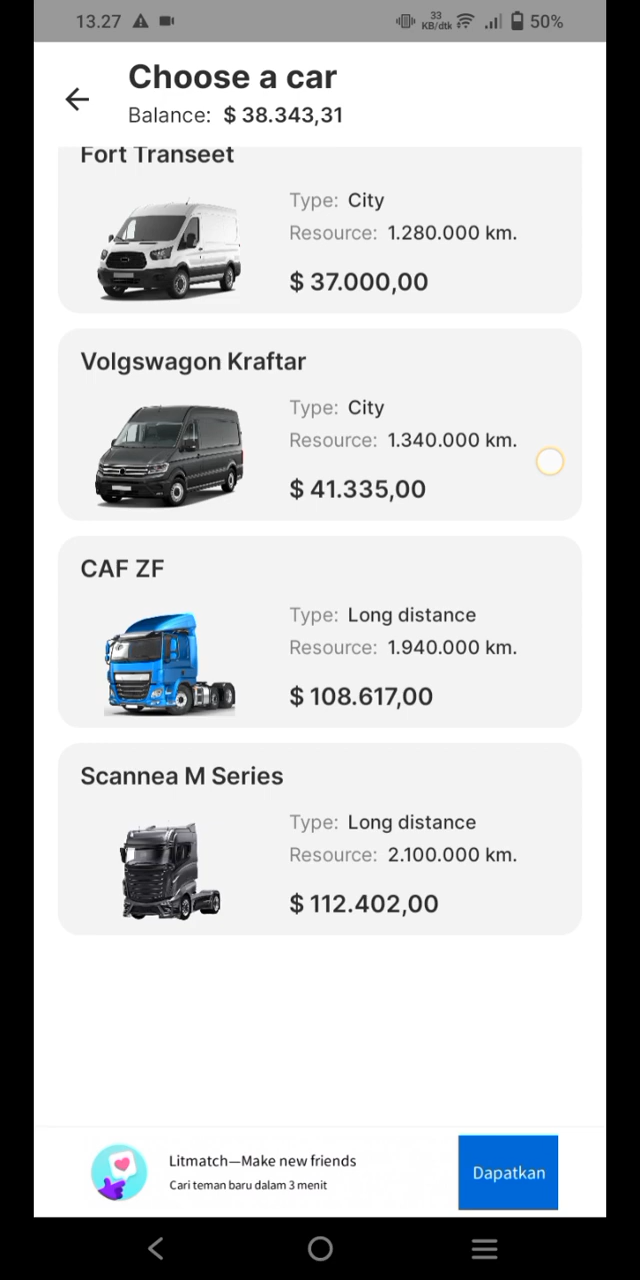 13.27
33
KB/dtk
50%
Choose a car
Balance: $ 38.343,31
Fort Transeet
Type: City
Resource: 1.280.000 km.
$ 37.000,00
Volgswagon Kraftar
Type: City
Resource: 1.340.000 km.
$ 41.335,00
CAF ZF
Type: Long distance
Resource: 1.940.000 km.
$ 108.617,00
Scannea M Series
Type: Long distance
Resource: 2.100.000 km.
$ 112.402,00
Litmatch—Make new friends
Cari teman baru dalam 3 menit
Dapatkan